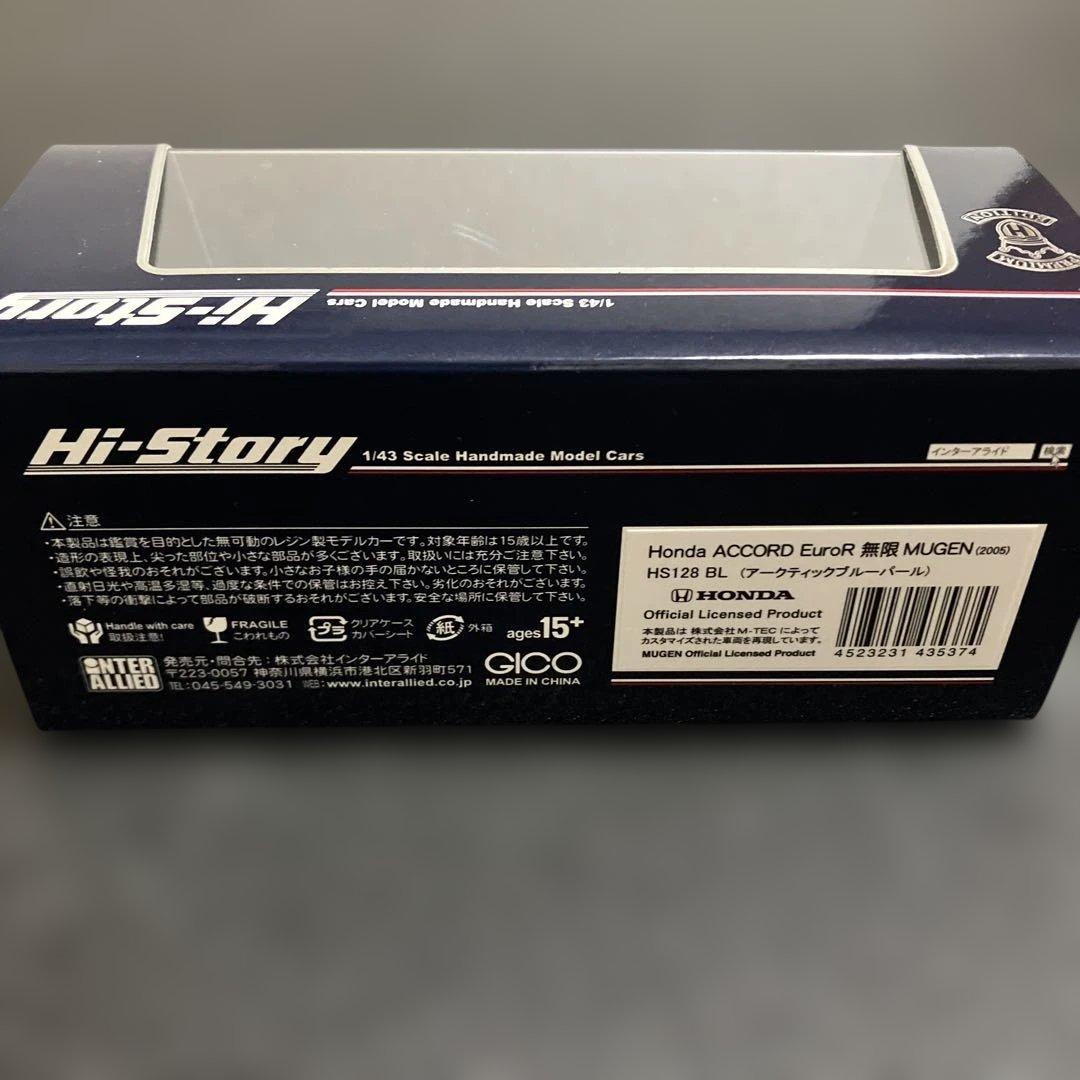 EDITION
H
PREMIUM
Hi-Story
1/43 Scale Handmade Model Cars
Hi-Story
1/43 Scale Handmade Model Cars
インターアライド 検索
注意
・本製品は鑑賞を目的とした無可動のレジン製モデルカーです。対象年齢は15歳以上です。
・造形の表現上、尖った部位や小さな部品が多くございます。取扱いには充分ご注意下さい。
・誤飲や怪我のおそれがございます。小さなお子様の手の届かないところに保管して下さい。
・直射日光や高温多湿等、過度な条件での保管はお控え下さい。劣化のおそれがございます。
・落下等の衝撃によって部品が破断するおそれがございます。安全な場所に保管して下さい。
Handle with care
取扱注意!
FRAGILE
こわれもの
プラ
クリアケース
カバーシート
紙
外箱
ages15+
INTER
ALLIED
発売元・問合先:株式会社インターアライド
〒223-0057 神奈川県横浜市港北区新羽町571
TEL:045-549-3031 WEB:www.interallied.co.jp
GICO
MADE IN CHINA
Honda ACCORD EuroR 無限 MUGEN (2005)
HS128 BL (アークティックブルーパール)
HONDA
Official Licensed Product
本製品は 株式会社M-TEC によって
カスタマイズされた車両を再現しています。
MUGEN Official Licensed Product
4523231 435374